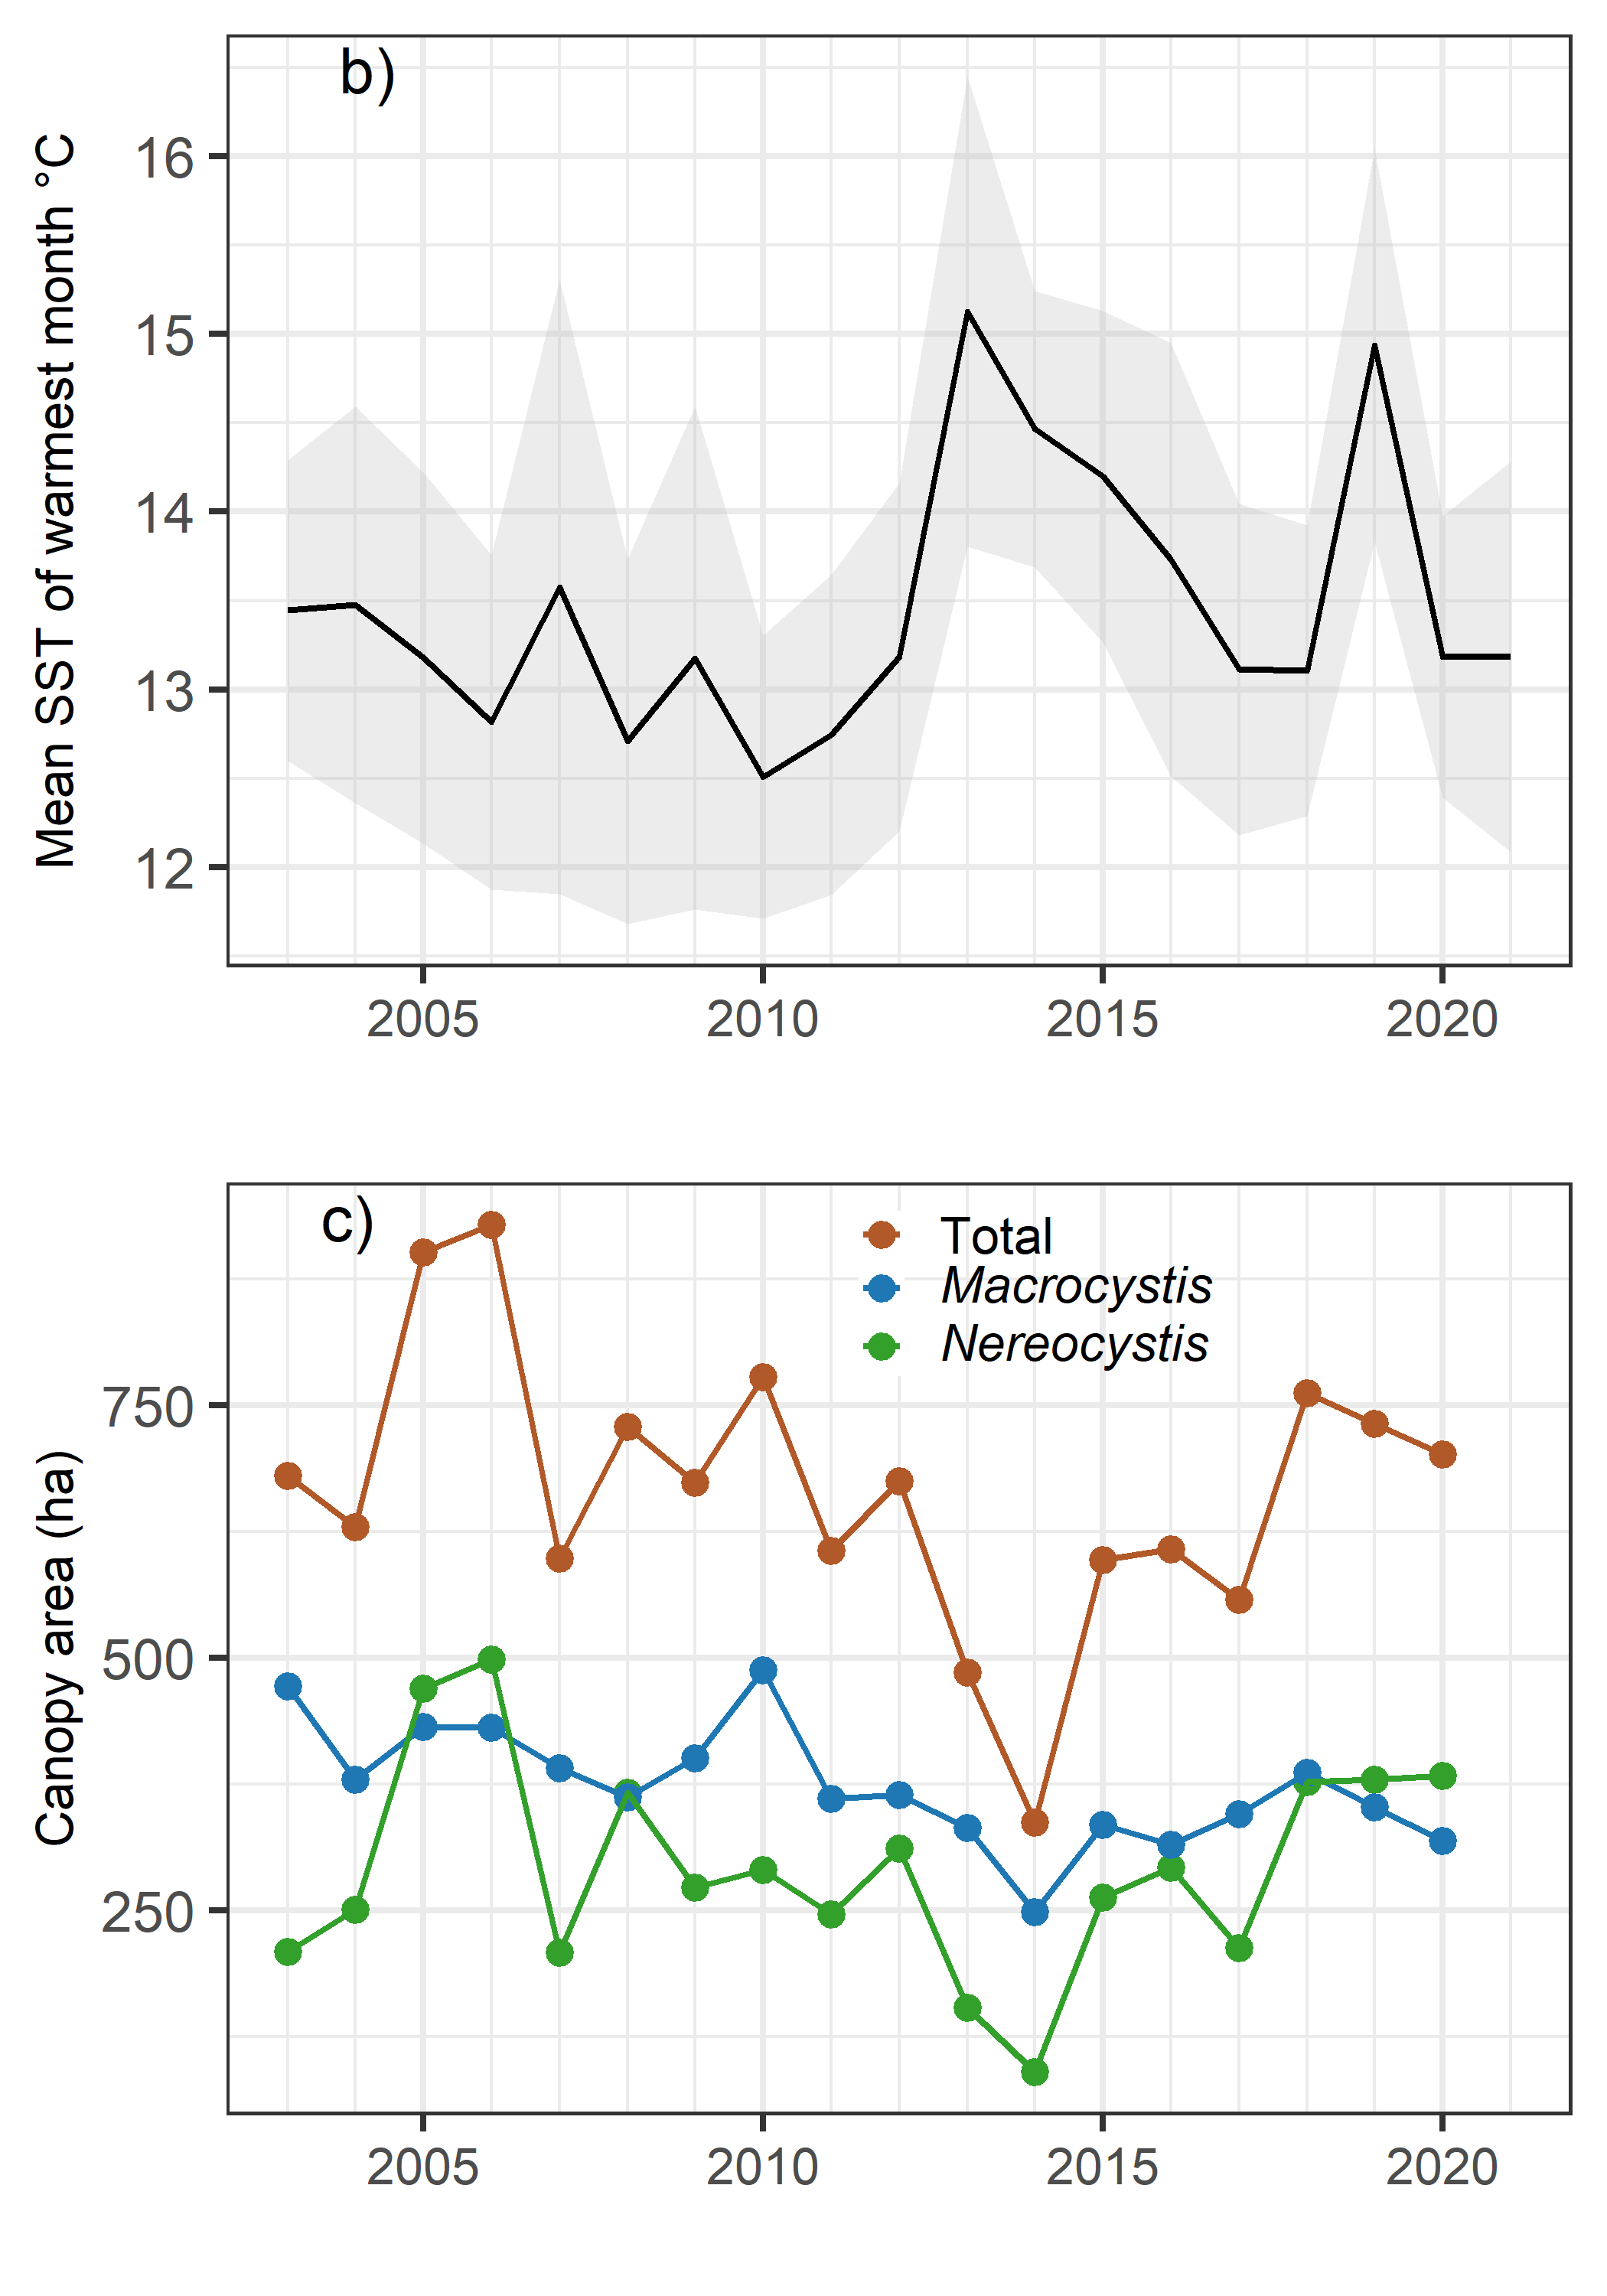 b)
Mean SST of warmest month °C
16
15
14
13
12
2005 2010 2015 2020
c)
Total
Macrocystis
Nereocystis
Canopy area (ha)
750
500
250
2005 2010 2015 2020